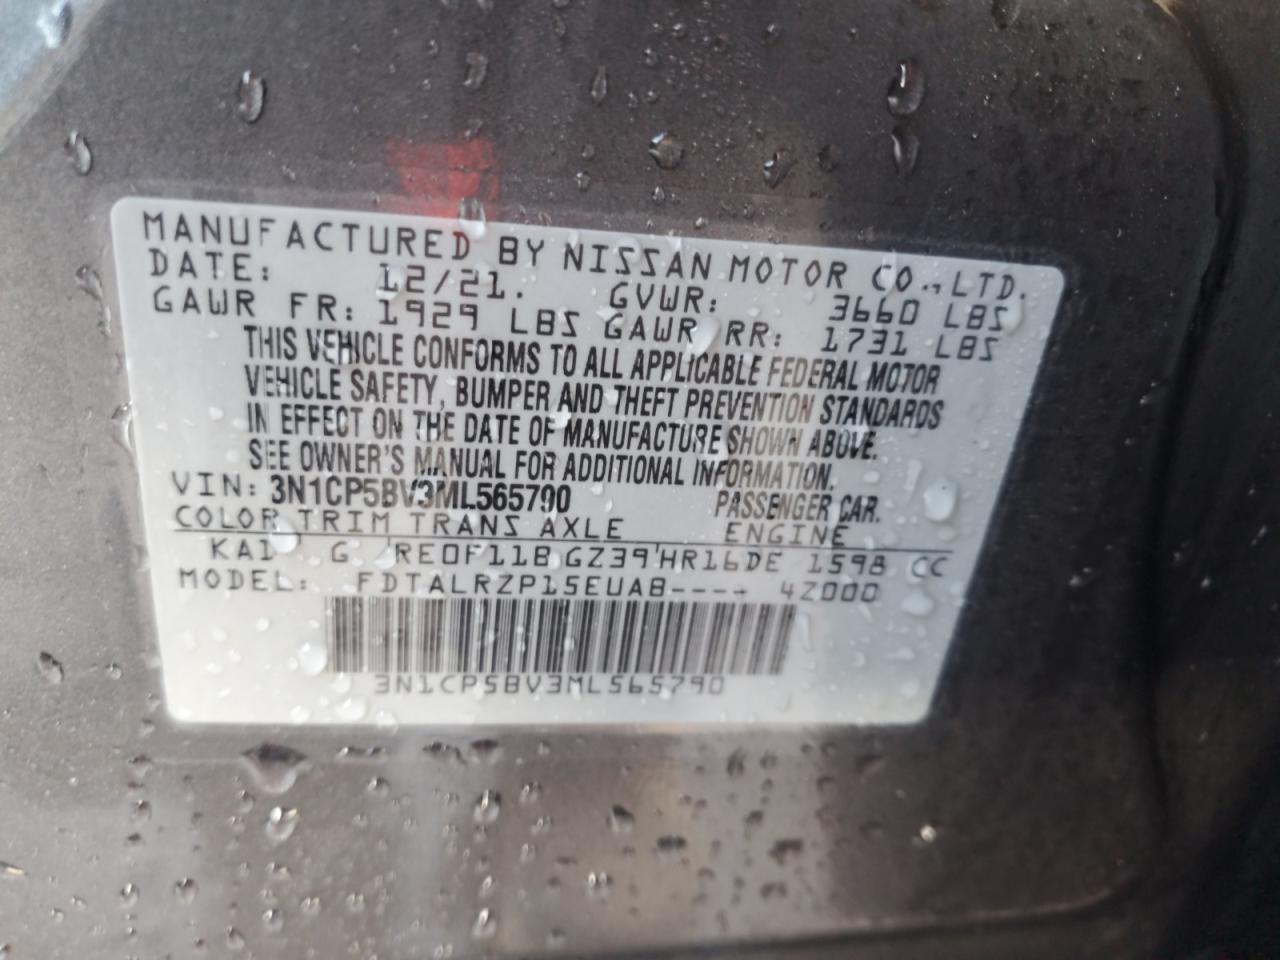 MANUFACTURED BY NISSAN MOTOR CO., LTD.
DATE: 12/21. GVWR: 3660 LBS
GAWR FR: 1929 LBS GAWR RR: 1731 LBS
THIS VEHICLE CONFORMS TO ALL APPLICABLE FEDERAL MOTOR
VEHICLE SAFETY, BUMPER AND THEFT PREVENTION STANDARDS
IN EFFECT ON THE DATE OF MANUFACTURE SHOWN ABOVE.
SEE OWNER'S MANUAL FOR ADDITIONAL INFORMATION.
VIN: 3N1CP5BV3ML565790 PASSENGER CAR.
COLOR TRIM TRANS AXLE ENGINE
KAD G RE0F11B GZ39 HR16DE 1598 CC
MODEL: FDTALRZP15EUAB---- 4Z000
3N1CP5BV3ML565790